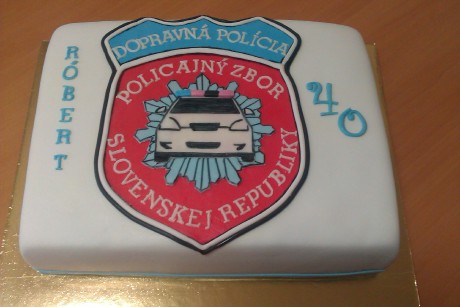 RÓBERT
DOPRAVNÁ POLÍCIA
POLICAJNÝ ZBOR
SLOVENSKEJ REPUBLIKY
40